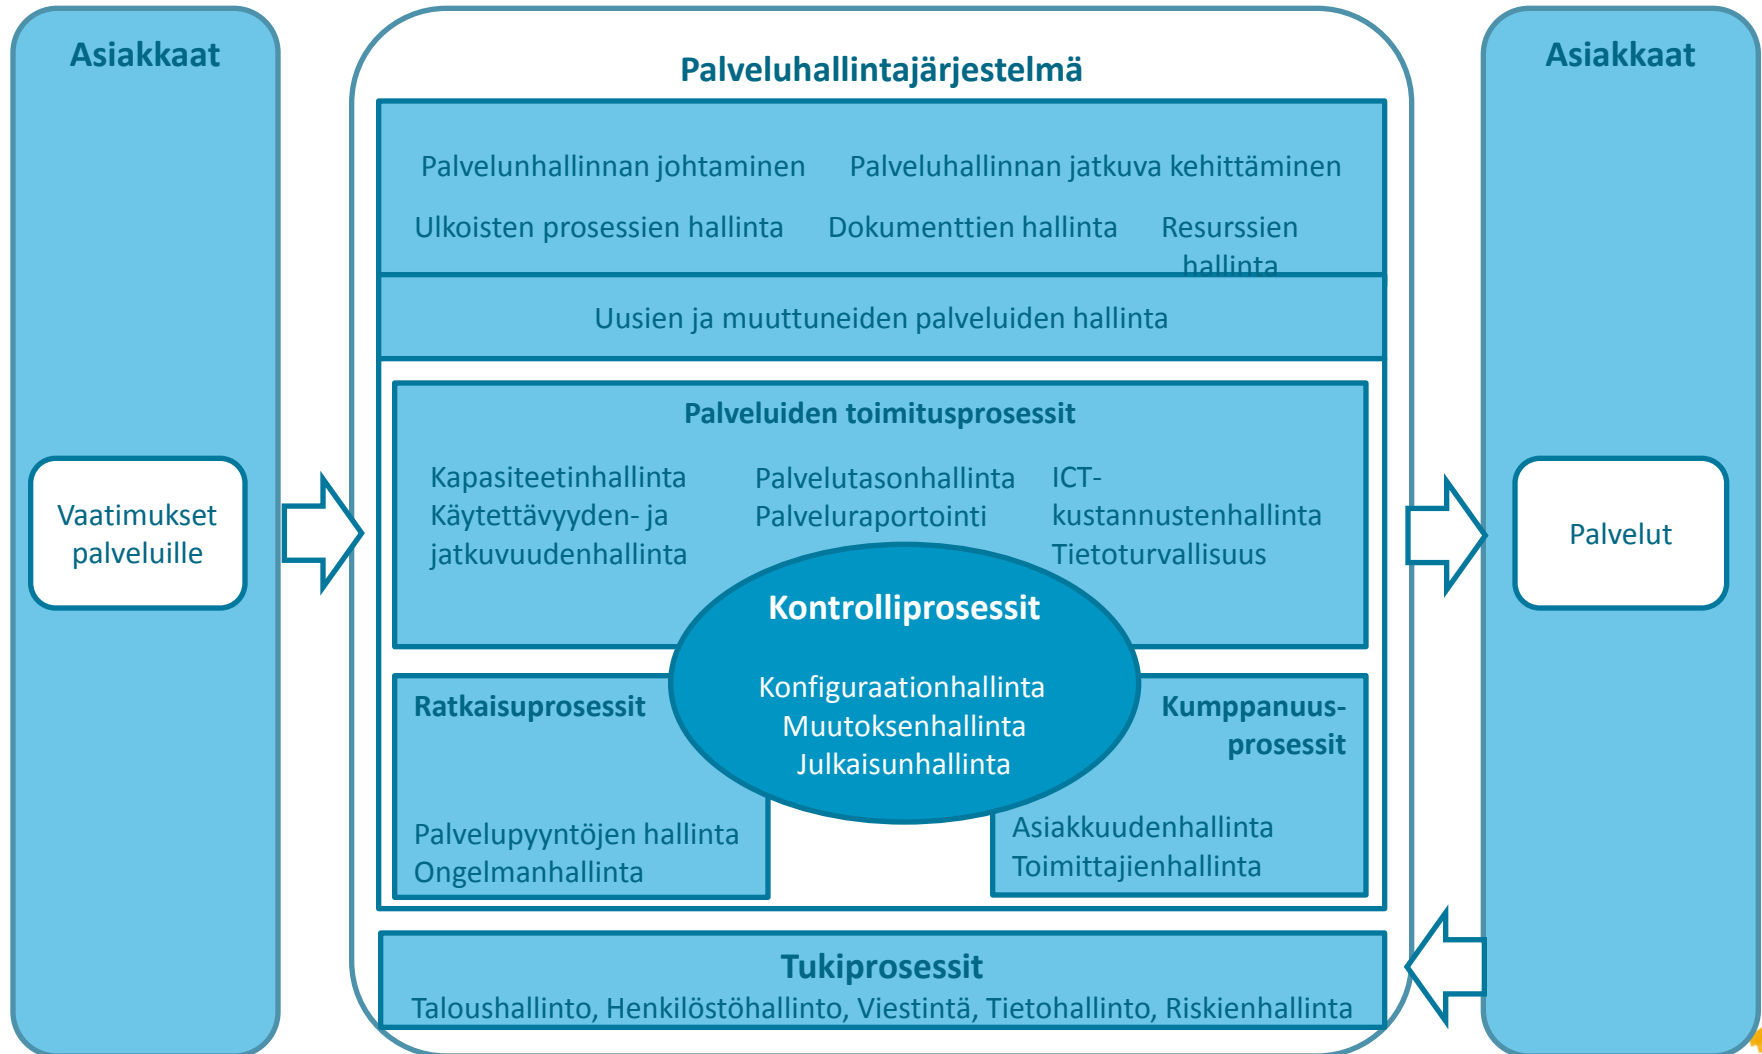 Asiakkaat
Vaatimukset
palveluille
Palveluhallintajärjestelmä
Palvelunhallinnan johtaminen Palveluhallinnan jatkuva kehittäminen
Ulkoisten prosessien hallinta Dokumenttien hallinta Resurssien
hallinta
Uusien ja muuttuneiden palveluiden hallinta
Palveluiden toimitusprosessit
Kapasiteetinhallinta
Käytettävyyden- ja
jatkuvuudenhallinta
Palvelutasonhallinta
Palveluraportointi
ICT-
kustannustenhallinta
Tietoturvallisuus
Kontrolliprosessit
Konfiguraationhallinta
Muutoksenhallinta
Julkaisunhallinta
Ratkaisuprosessit
Palvelupyyntöjen hallinta
Ongelmanhallinta
Kumppanuus-
prosessit
Asiakkuudenhallinta
Toimittajienhallinta
Tukiprosessit
Taloushallinto, Henkilöstöhallinto, Viestintä, Tietohallinto, Riskienhallinta
Asiakkaat
Palvelut